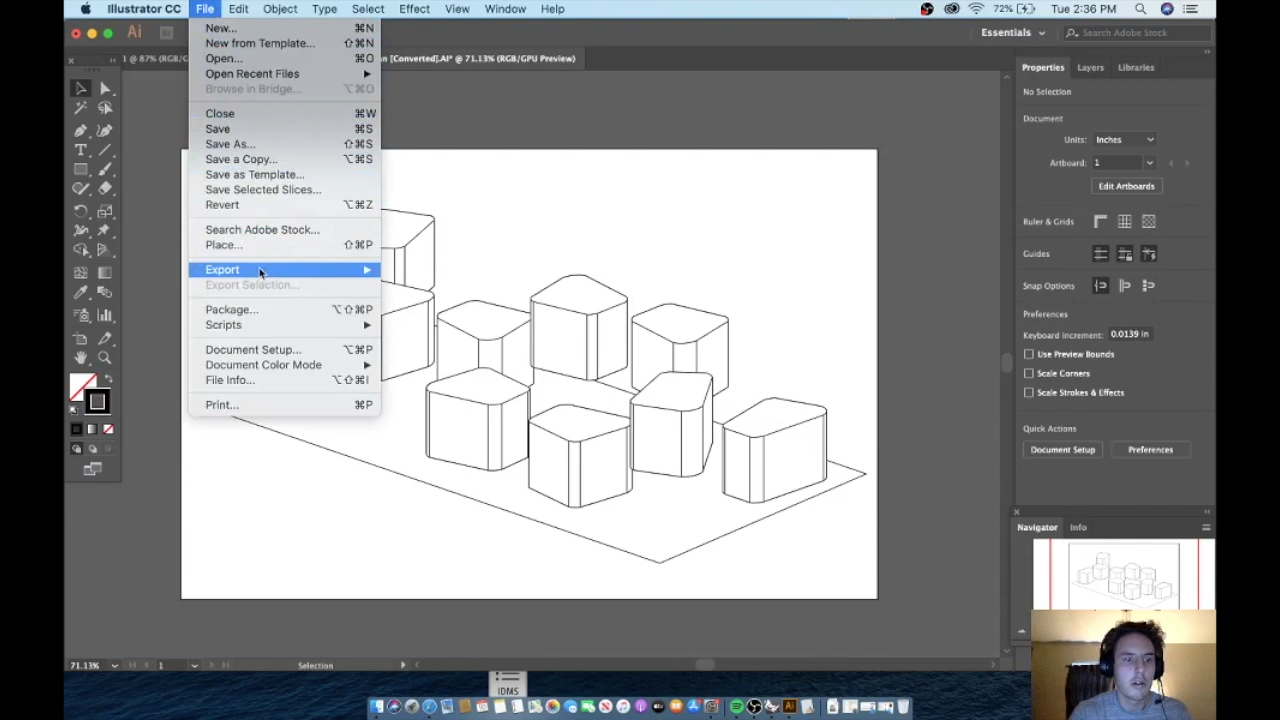 Illustrator CC File Edit Object Type Select Effect View Window Help 72% Tue 2:36 PM
Ai Essentials Search Adobe Stock
1 @ 87% (RGB/G [Converted].AI* @ 71.13% (RGB/GPU Preview)
New... ⌘N
New from Template... ⇧⌘N
Open... ⌘O
Open Recent Files
Browse in Bridge... ⌥⌘O
Close ⌘W
Save ⌘S
Save As... ⇧⌘S
Save a Copy... ⌥⌘S
Save as Template...
Save Selected Slices...
Revert ⌥⌘Z
Search Adobe Stock...
Place... ⇧⌘P
Export
Export Selection...
Package... ⌥⇧⌘P
Scripts
Document Setup... ⌥⌘P
Document Color Mode
File Info... ⌥⇧⌘I
Print... ⌘P
Properties Layers Libraries
No Selection
Document
Units: Inches
Artboard: 1
Edit Artboards
Ruler & Grids
Guides
Snap Options
Preferences
Keyboard Increment: 0.0139 in
Use Preview Bounds
Scale Corners
Scale Strokes & Effects
Quick Actions
Document Setup Preferences
Navigator Info
71.13% 1 Selection
IDMS